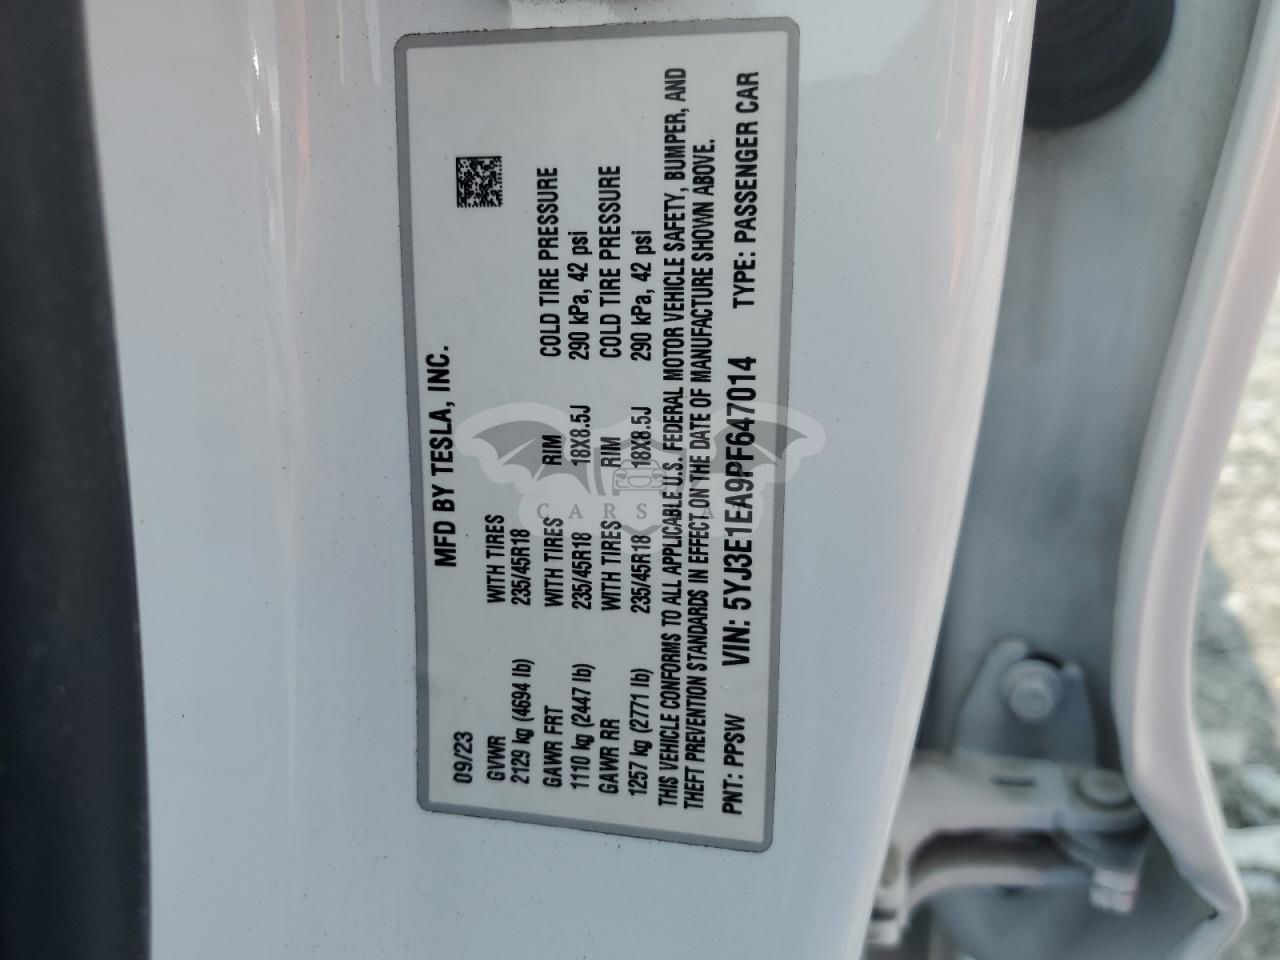 MFD BY TESLA, INC.
09/23
GVWR WITH TIRES
2129 kg (4694 lb) 235/45R18
GAWR FRT WITH TIRES RIM COLD TIRE PRESSURE
1110 kg (2447 lb) 235/45R18 18X8.5J 290 kPa, 42 psi
GAWR RR WITH TIRES RIM COLD TIRE PRESSURE
1257 kg (2771 lb) 235/45R18 18X8.5J 290 kPa, 42 psi
THIS VEHICLE CONFORMS TO ALL APPLICABLE U.S. FEDERAL MOTOR VEHICLE SAFETY, BUMPER, AND
THEFT PREVENTION STANDARDS IN EFFECT ON THE DATE OF MANUFACTURE SHOWN ABOVE.
PNT: PPSW VIN: 5YJ3E1EA9PF647014 TYPE: PASSENGER CAR